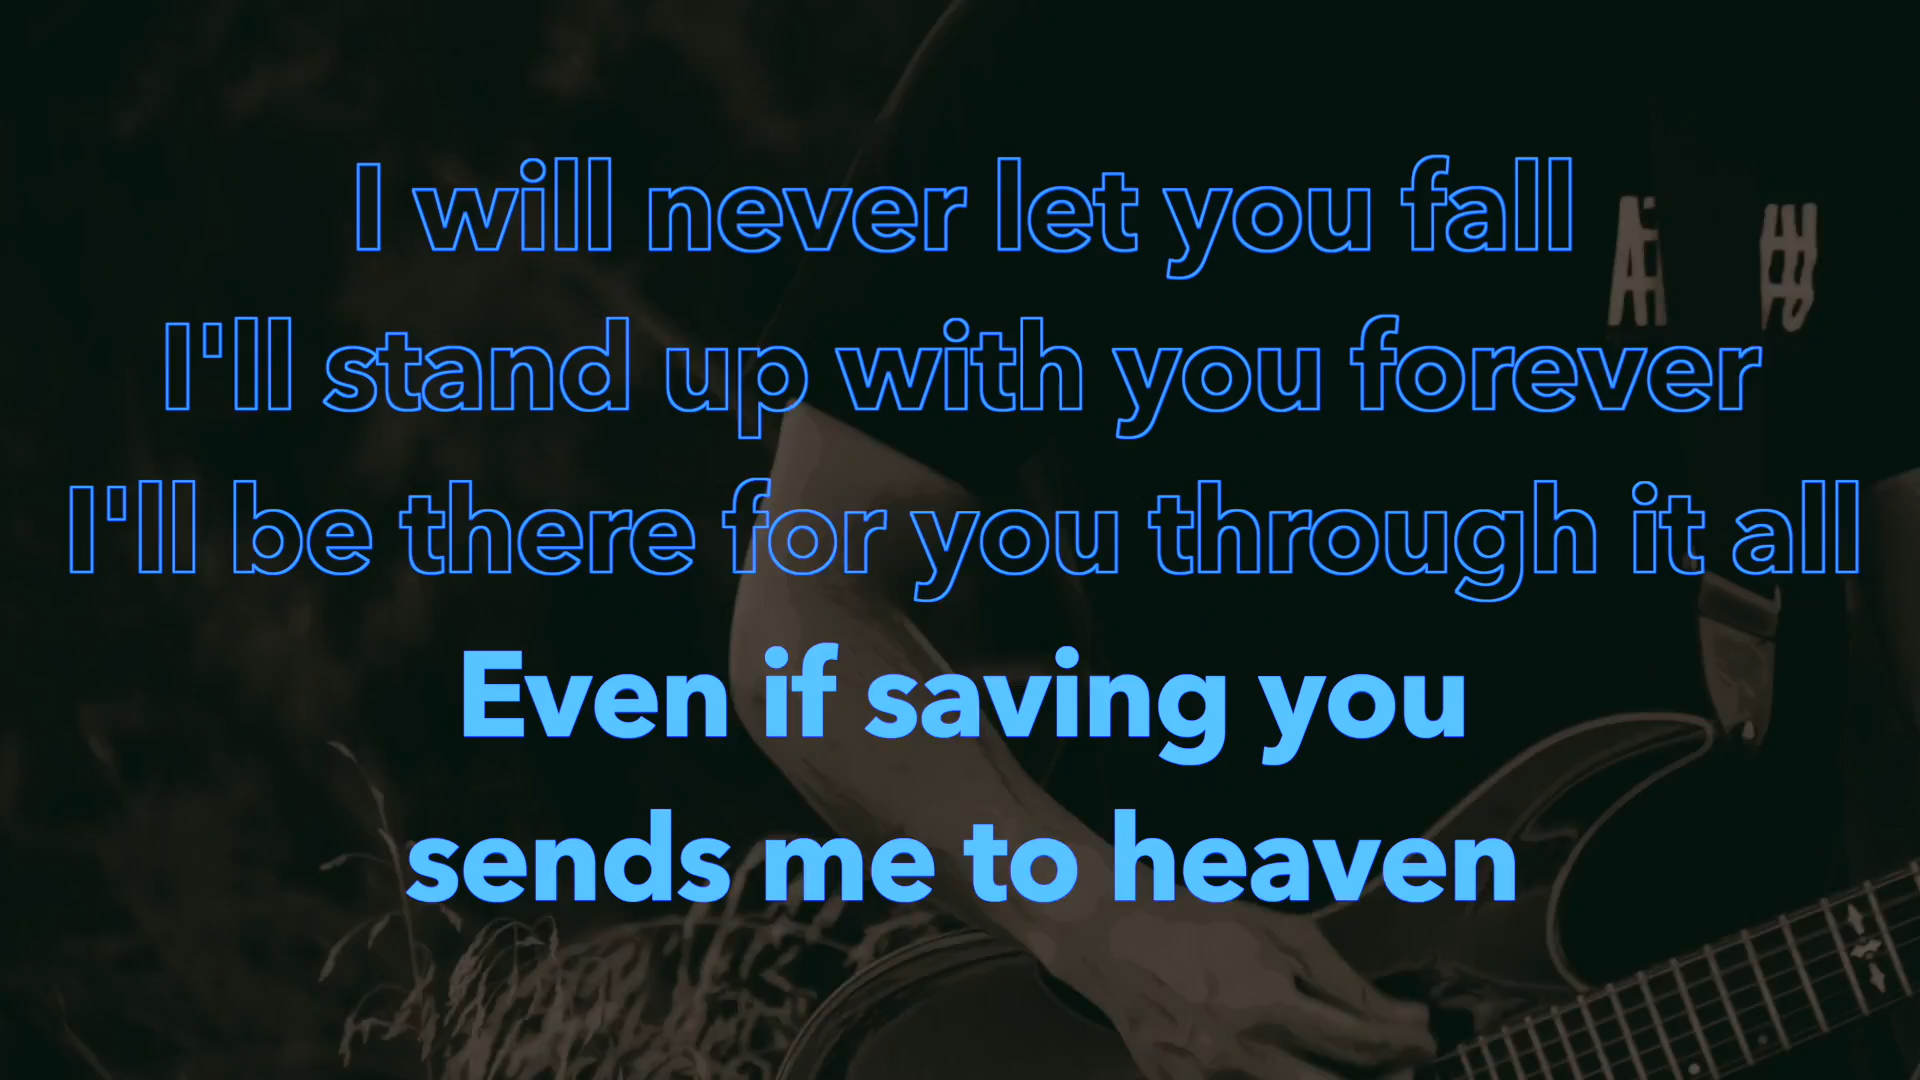 I will never let you fall
I'll stand up with you forever
I'll be there for you through it all
Even if saving you
sends me to heaven